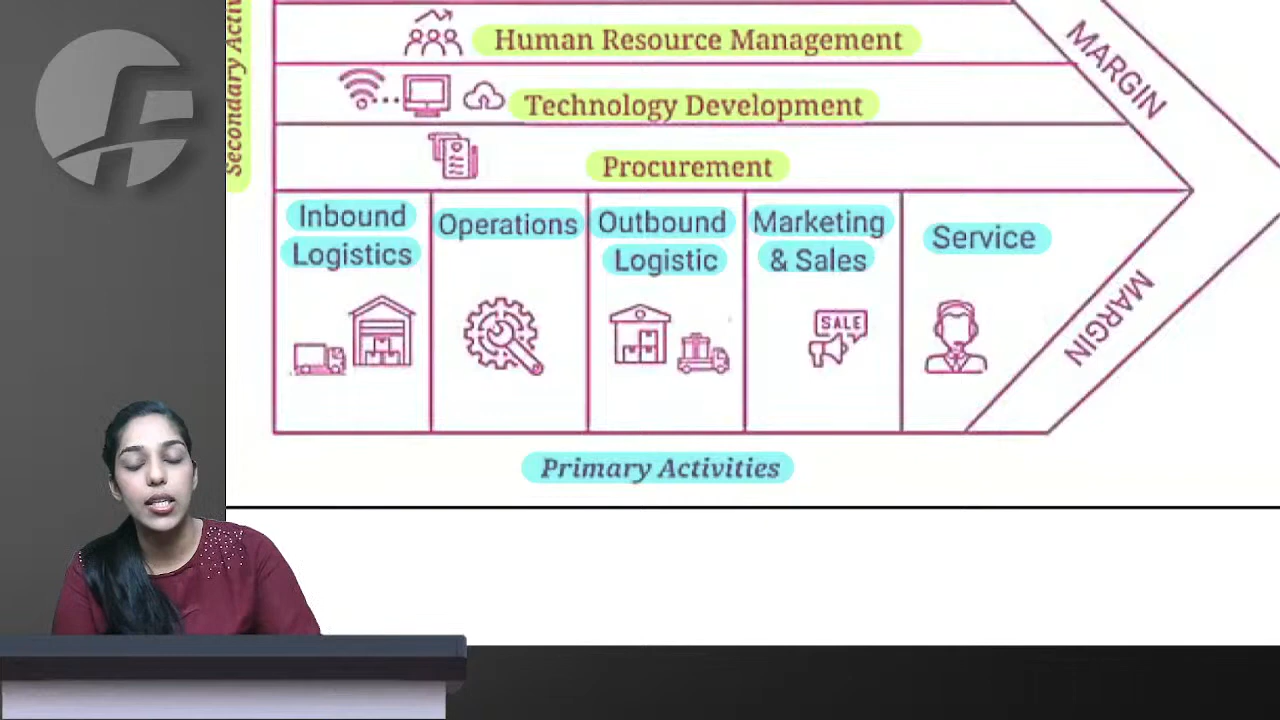 Secondary Activ
Human Resource Management
MARGIN
Technology Development
Procurement
Inbound
Logistics
Operations
Outbound
Logistic
Marketing
& Sales
Service
SALE
MARGIN
Primary Activities